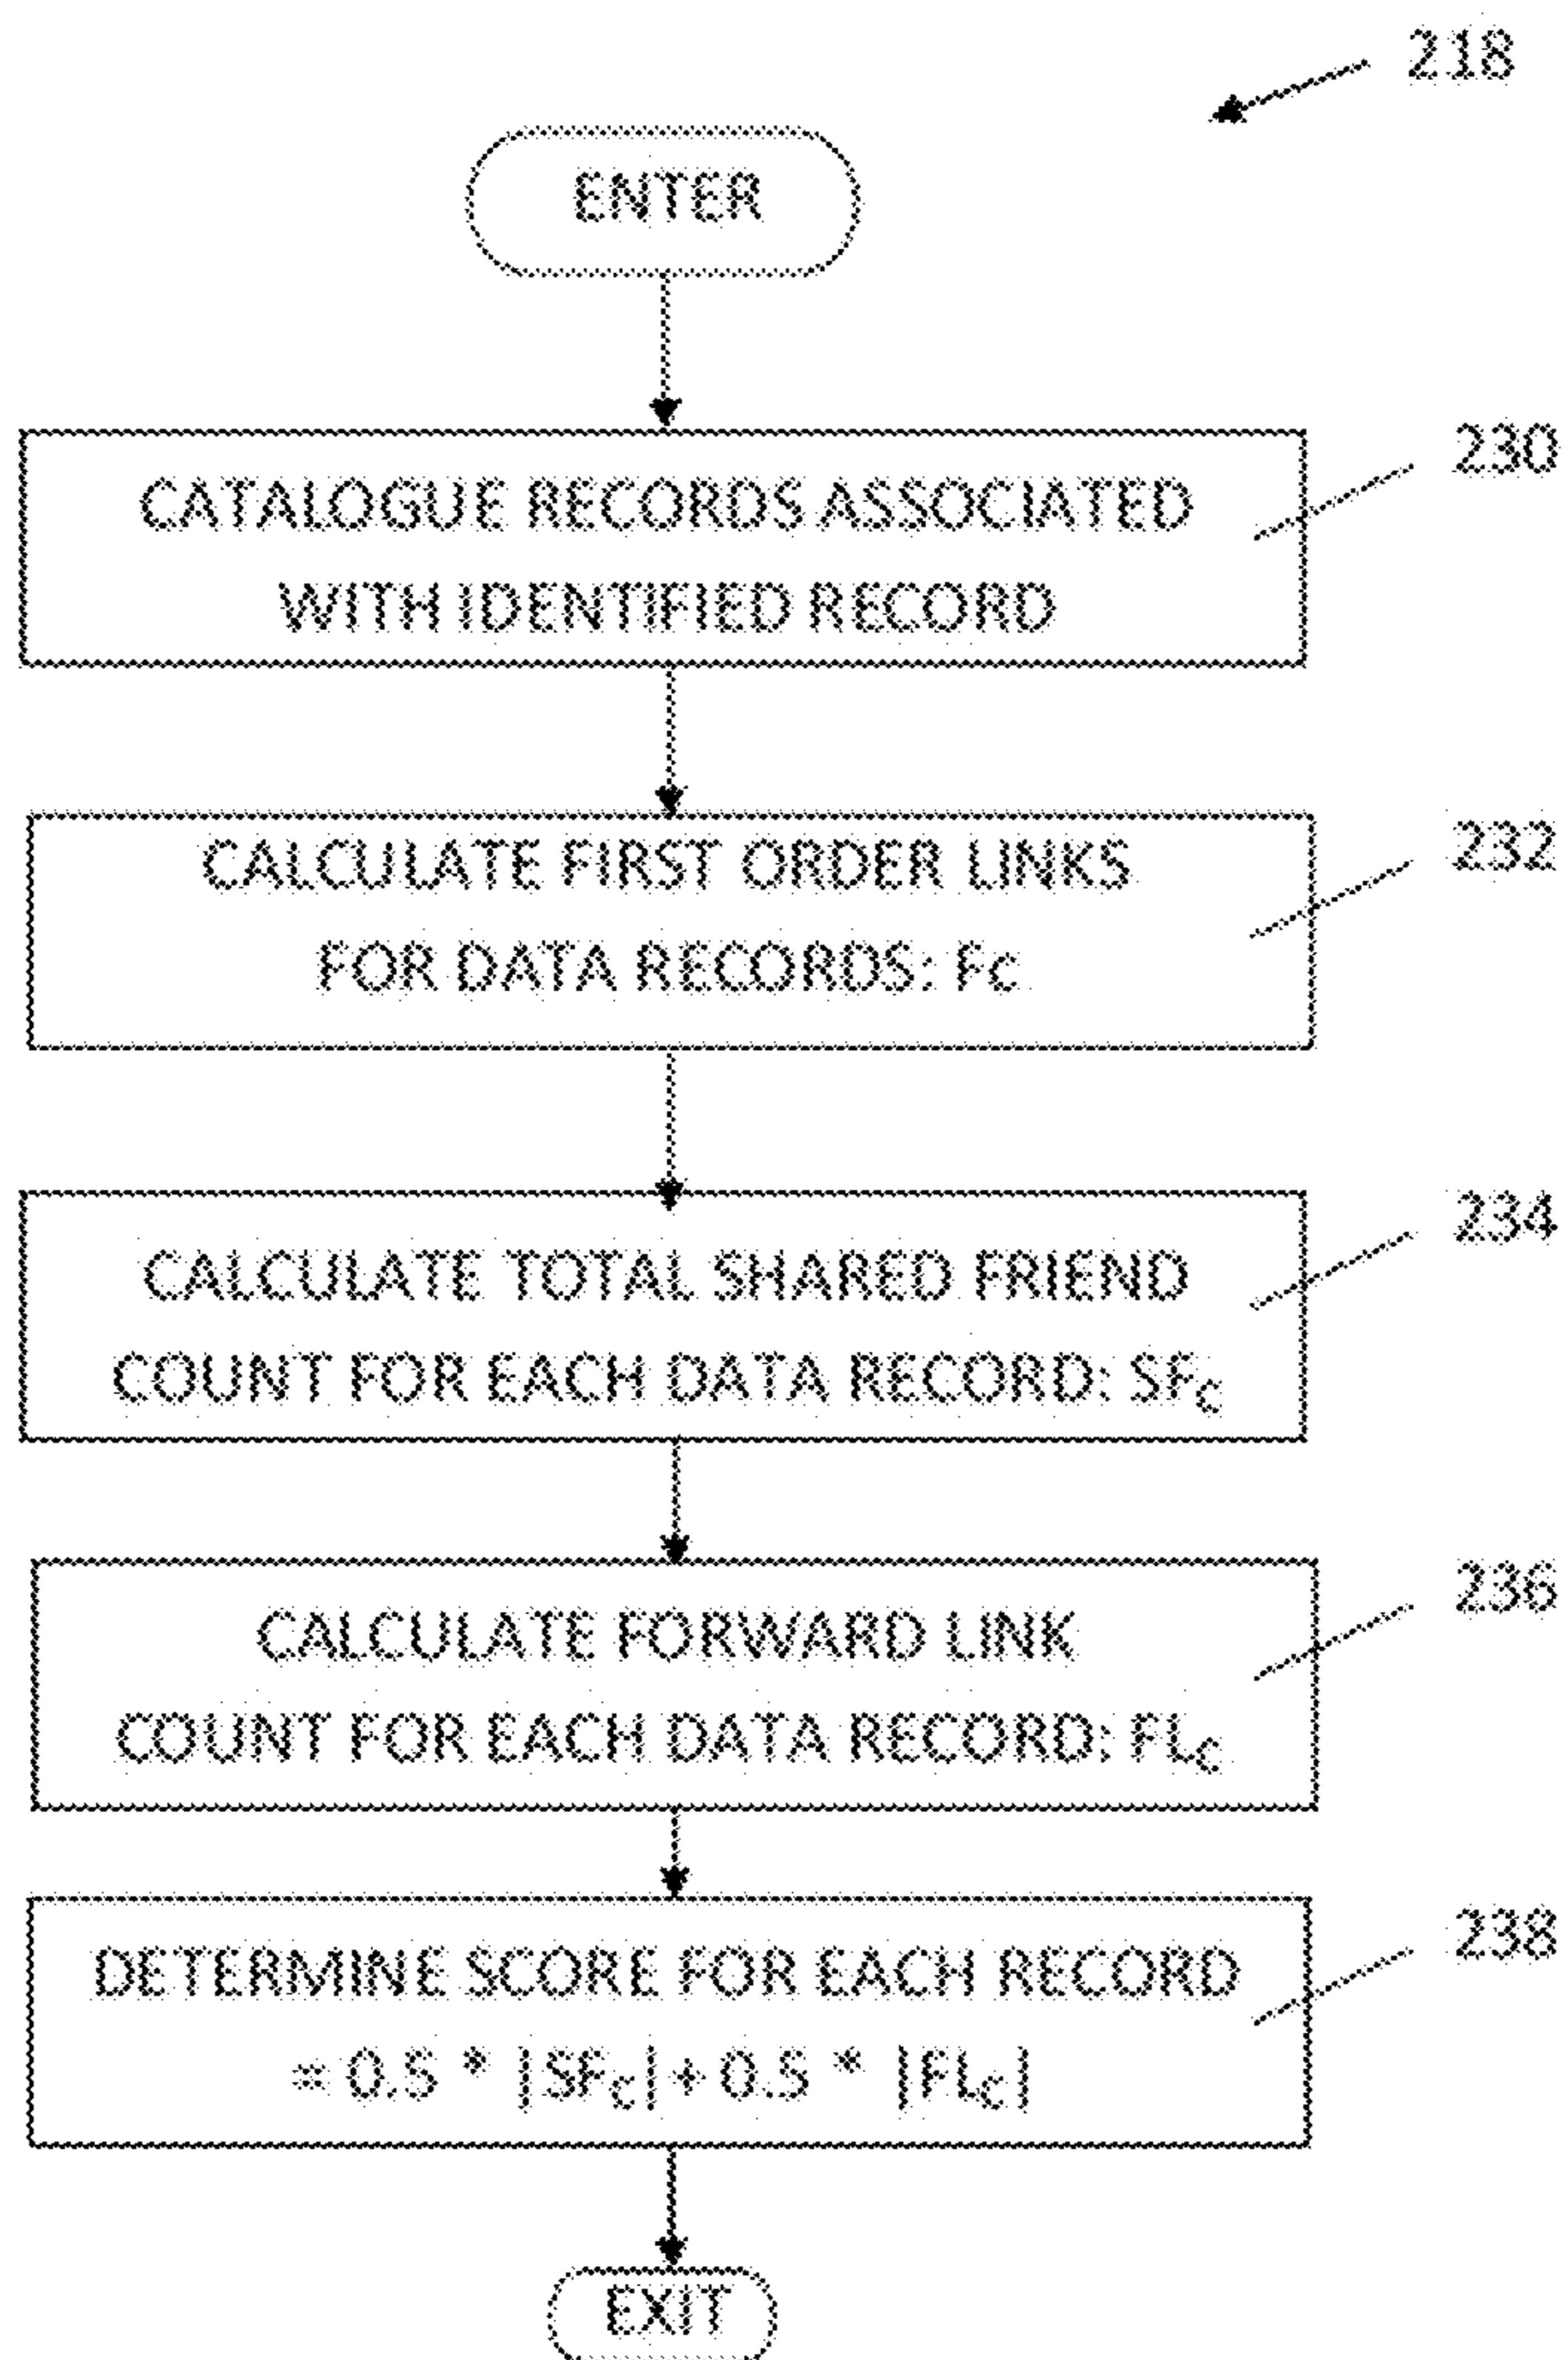 218
ENTER
CATALOGUE RECORDS ASSOCIATED
WITH IDENTIFIED RECORD
230
CALCULATE FIRST ORDER LINKS
FOR DATA RECORDS: Fc
232
CALCULATE TOTAL SHARED FRIEND
COUNT FOR EACH DATA RECORD: SFC
234
CALCULATE FORWARD LINK
COUNT FOR EACH DATA RECORD: FLC
236
DETERMINE SCORE FOR EACH RECORD
= 0.5 * |SFC| + 0.5 * |FLC|
238
EXIT